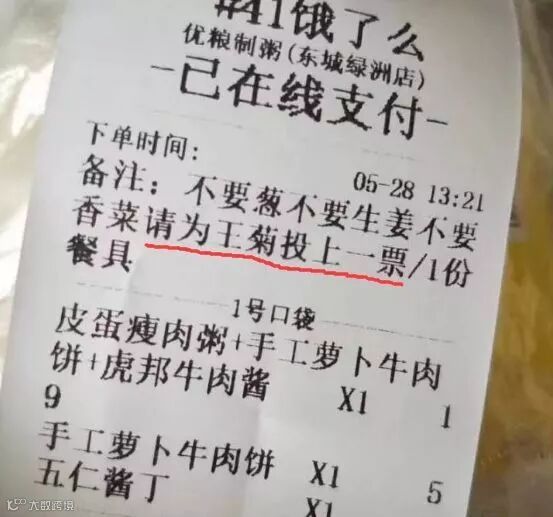 #41饿了么
优粮制粥(东城绿洲店)
-已在线支付-
下单时间:
05-28 13:21
备注: 不要葱不要生姜不要
香菜请为王菊投上一票/1份
餐具
1号口袋
皮蛋瘦肉粥+手工萝卜牛肉
饼+虎邦牛肉酱 X1 1
9
手工萝卜牛肉饼 X1 5
五仁酱丁 X1
大数跨境